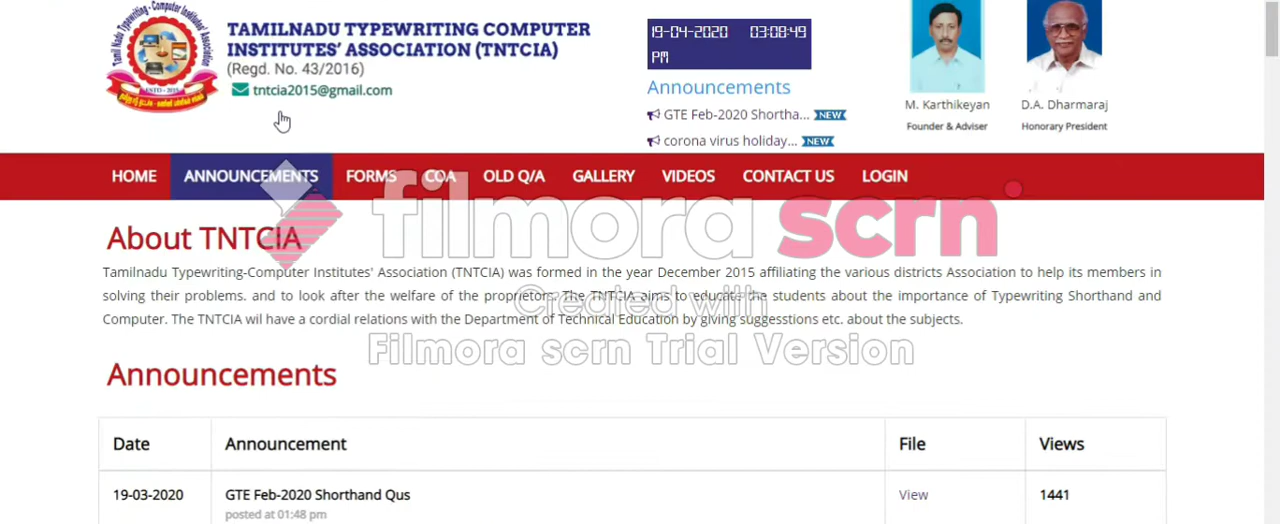 TAMILNADU TYPEWRITING COMPUTER
INSTITUTES' ASSOCIATION (TNTCIA)
(Regd. No. 43/2016)
tntcia2015@gmail.com
19-04-2020 03:08:49
PM
Announcements
GTE Feb-2020 Shortha... NEW
corona virus holiday... NEW
M. Karthikeyan
Founder & Adviser
D.A. Dharmaraj
Honorary President
HOME ANNOUNCEMENTS FORMS COA OLD Q/A GALLERY VIDEOS CONTACT US LOGIN
filmora scrn
Created with
Filmora scrn Trial Version
About TNTCIA
Tamilnadu Typewriting-Computer Institutes' Association (TNTCIA) was formed in the year December 2015 affiliating the various districts Association to help its members in
solving their problems. and to look after the welfare of the proprietors. The TNTCIA aims to educate the students about the importance of Typewriting Shorthand and
Computer. The TNTCIA wil have a cordial relations with the Department of Technical Education by giving suggesstions etc. about the subjects.
Announcements
Date Announcement File Views
19-03-2020 GTE Feb-2020 Shorthand Qus View 1441
posted at 01:48 pm